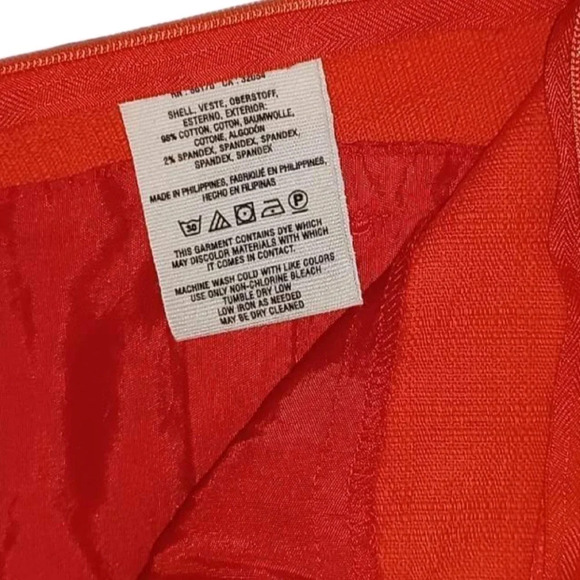 SHELL, VESTE, OBERSTOFF,
ESTERNO, EXTERIOR:
98% COTTON, COTON, BAUMWOLLE,
COTONE, ALGODÓN
2% SPANDEX, SPANDEX, SPANDEX,
SPANDEX, SPANDEX
MADE IN PHILIPPINES, FABRIQUÉ EN PHILIPPINES,
HECHO EN FILIPINAS
30 P
THIS GARMENT CONTAINS DYE WHICH
MAY DISCOLOR MATERIALS WITH WHICH
IT COMES IN CONTACT.
MACHINE WASH COLD WITH LIKE COLORS
USE ONLY NON-CHLORINE BLEACH
TUMBLE DRY LOW
LOW IRON AS NEEDED
MAY BE DRY CLEANED